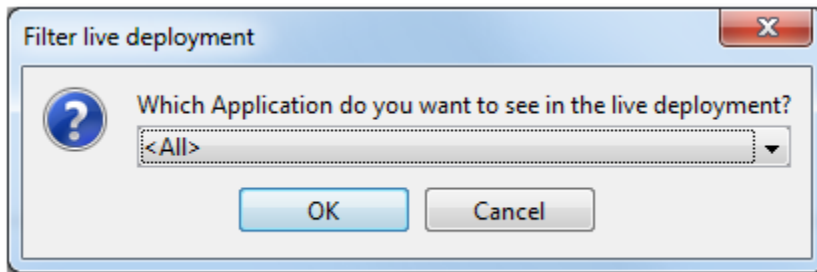 Filter live deployment
Which Application do you want to see in the live deployment?
<All>
OK
Cancel